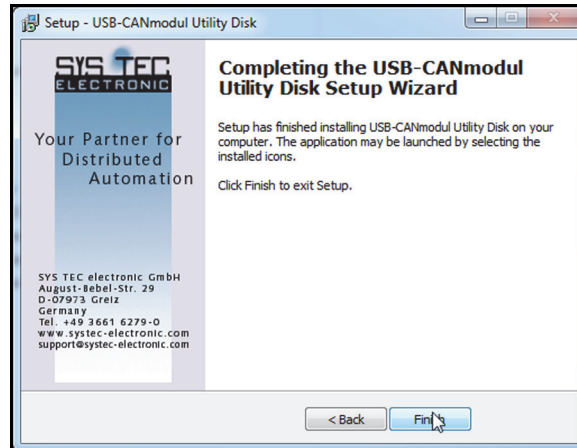 Setup - USB-CANmodul Utility Disk
SYS TEC
ELECTRONIC
Your Partner for
Distributed
Automation
SYS TEC electronic GmbH
August-Bebel-Str. 29
D-07973 Greiz
Germany
Tel. +49 3661 6279-0
www.systec-electronic.com
support@systec-electronic.com
Completing the USB-CANmodul
Utility Disk Setup Wizard
Setup has finished installing USB-CANmodul Utility Disk on your
computer. The application may be launched by selecting the
installed icons.
Click Finish to exit Setup.
< Back
Finish